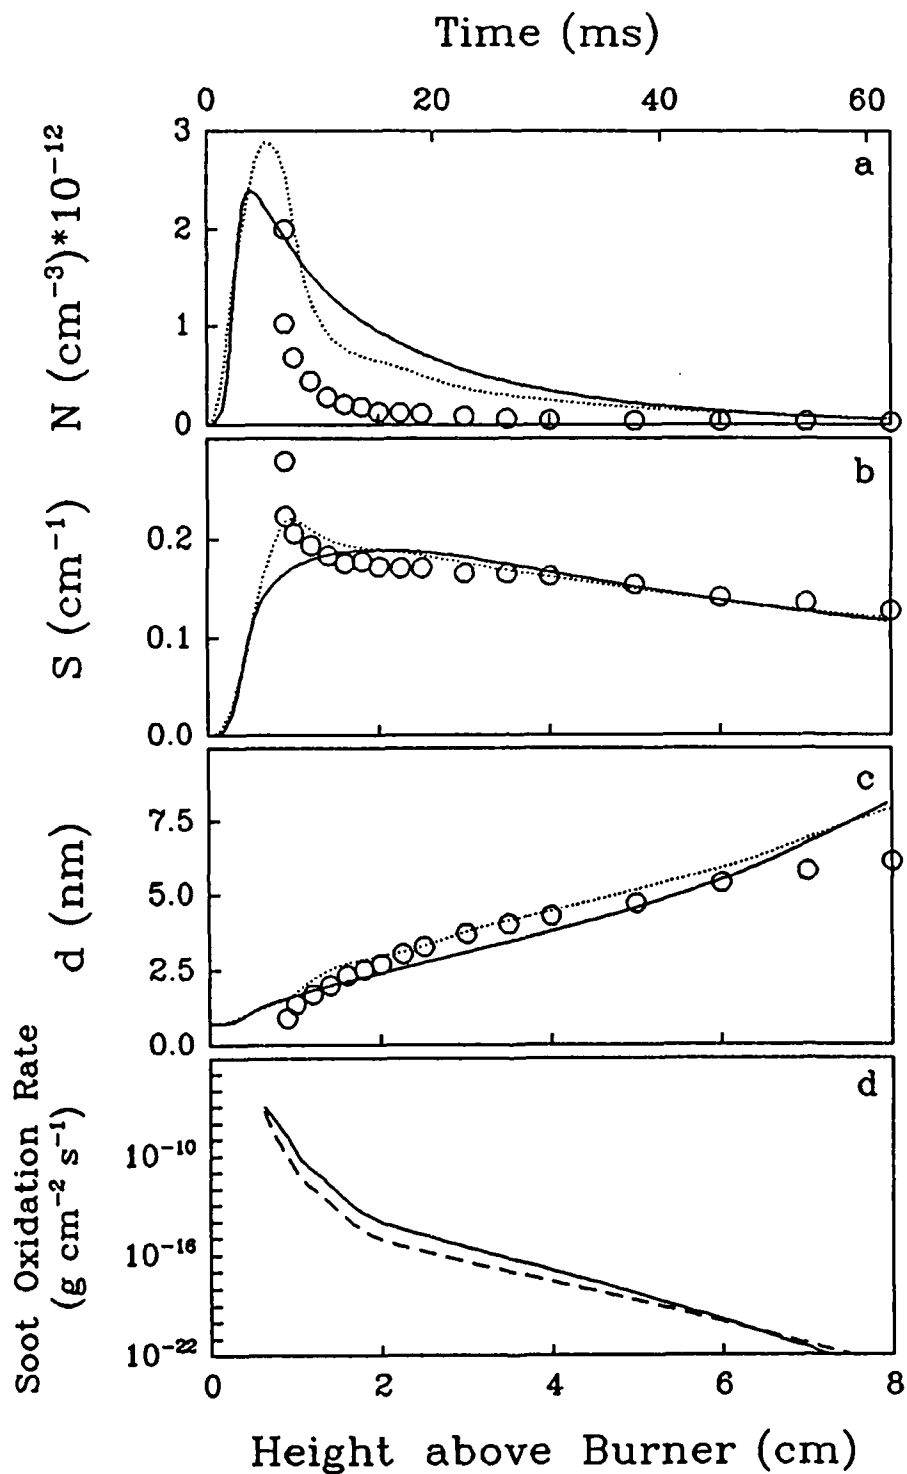 Time (ms)
0 20 40 60
N (cm⁻³)*10⁻¹²
3
2
1
0
a
S (cm⁻¹)
0.2
0.1
0.0
b
d (nm)
7.5
5.0
2.5
0.0
c
Soot Oxidation Rate
(g cm⁻² s⁻¹)
10⁻¹⁰
10⁻¹⁶
10⁻²²
d
0 2 4 6 8
Height above Burner (cm)